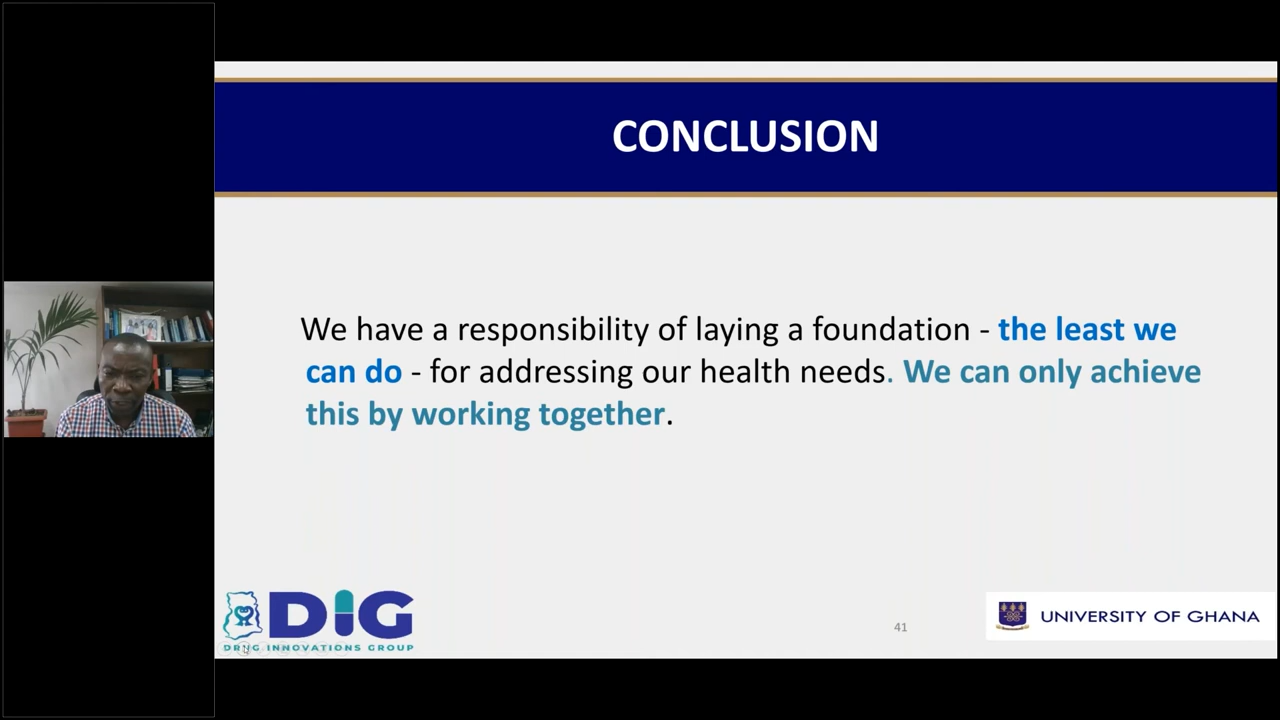 CONCLUSION
We have a responsibility of laying a foundation - the least we
can do - for addressing our health needs. We can only achieve
this by working together.
DIG
DRUG INNOVATIONS GROUP
41
UNIVERSITY OF GHANA